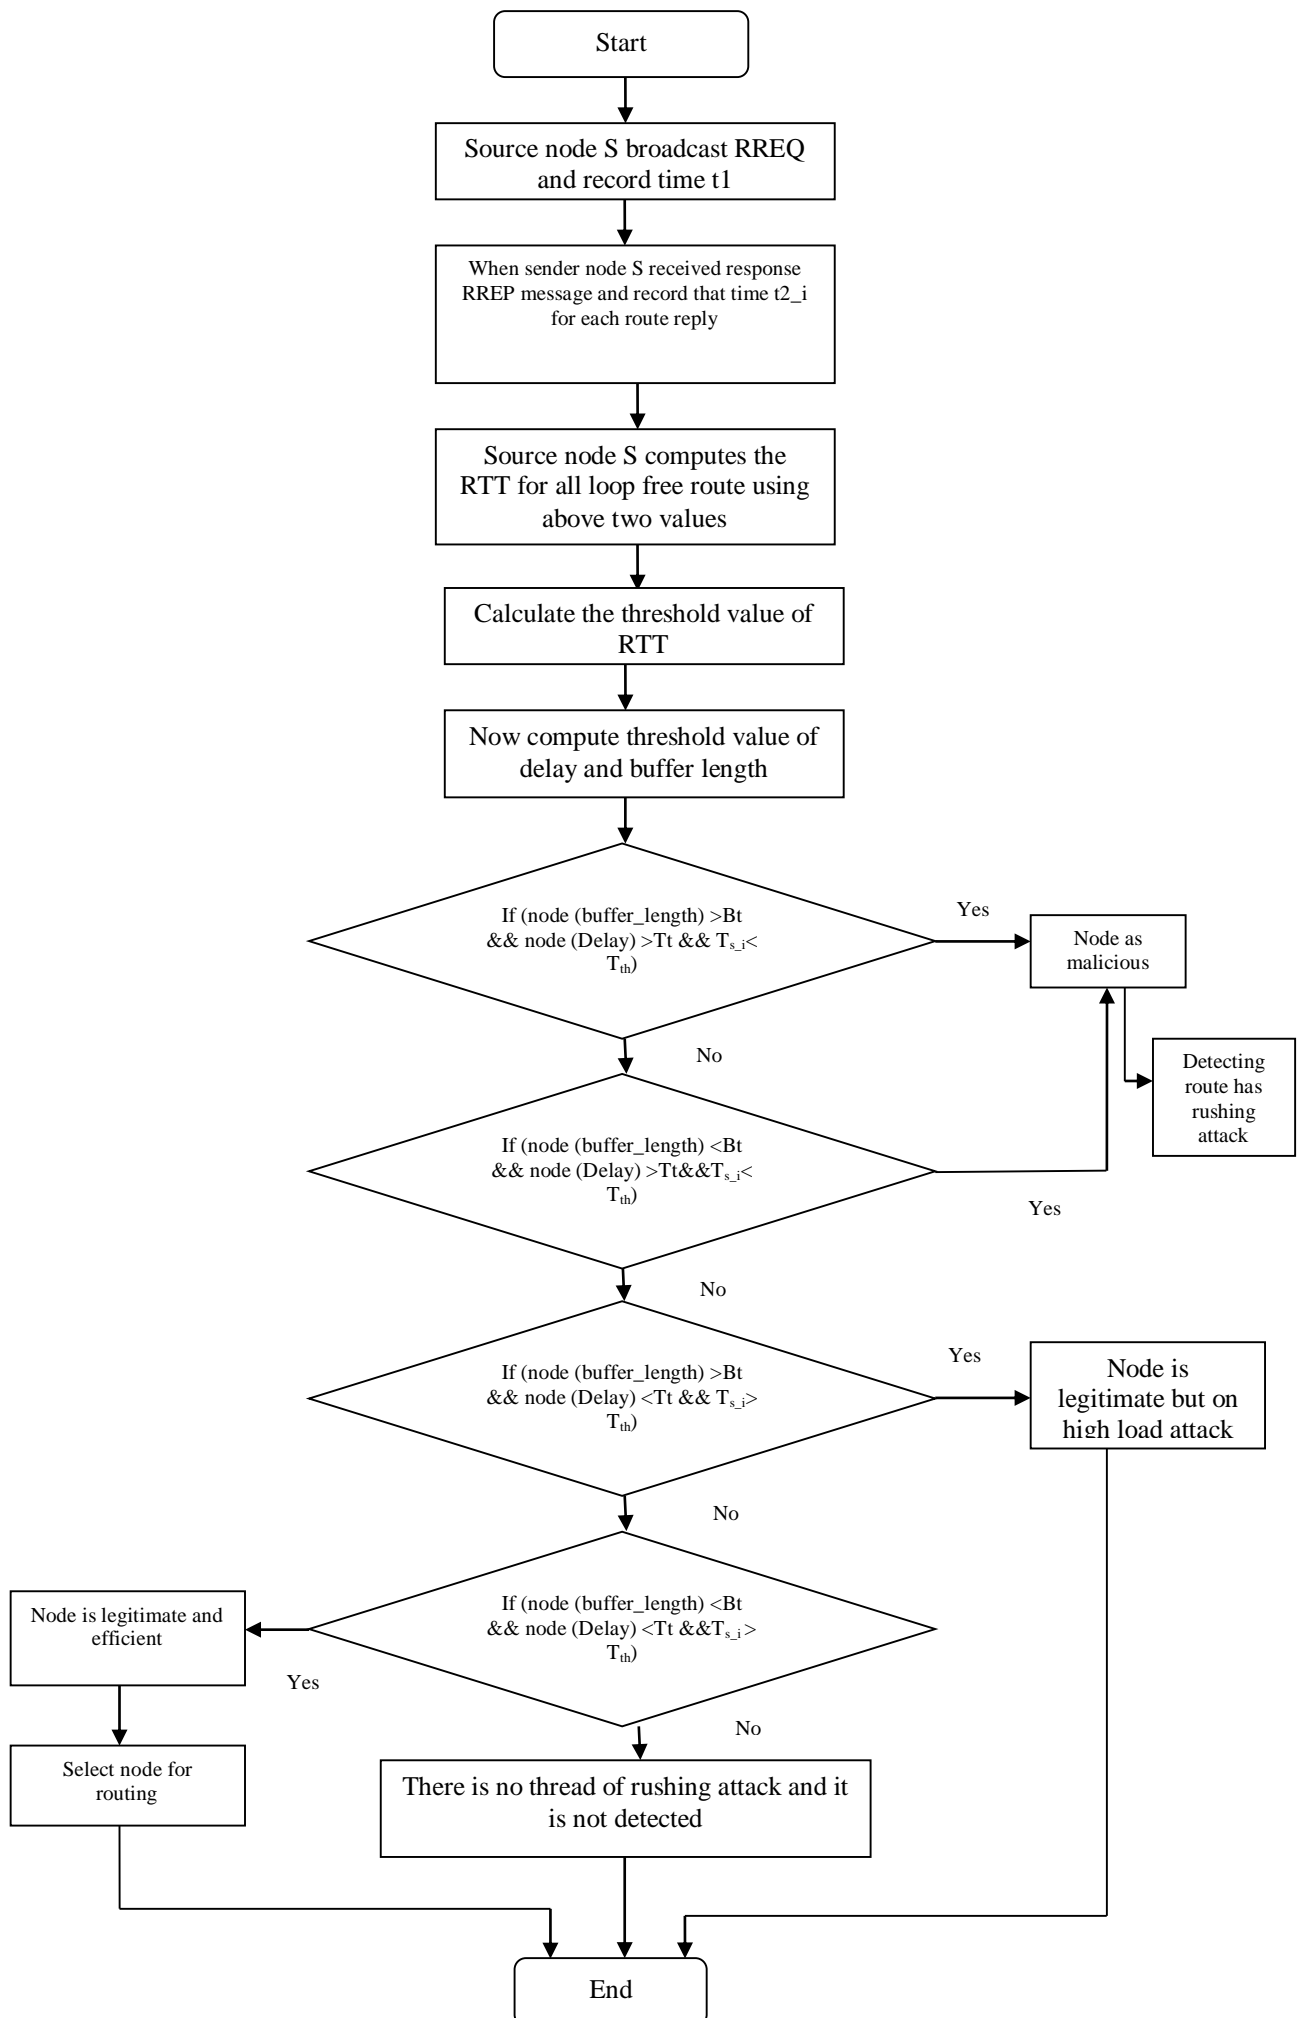 Start
Source node S broadcast RREQ
and record time t1
When sender node S received response
RREP message and record that time t2_i
for each route reply
Source node S computes the
RTT for all loop free route using
above two values
Calculate the threshold value of
RTT
Now compute threshold value of
delay and buffer length
If (node (buffer_length) >Bt
&& node (Delay) >Tt && Ts_i<
Tth)
Yes
Node as
malicious
No
Detecting
route has
rushing
attack
If (node (buffer_length) <Bt
&& node (Delay) >Tt&&Ts_i<
Tth)
Yes
No
If (node (buffer_length) >Bt
&& node (Delay) <Tt && Ts_i>
Tth)
Yes
Node is
legitimate but on
high load attack
No
If (node (buffer_length) <Bt
&& node (Delay) <Tt &&Ts_i>
Tth)
Node is legitimate and
efficient
Yes
No
Select node for
routing
There is no thread of rushing attack and it
is not detected
End